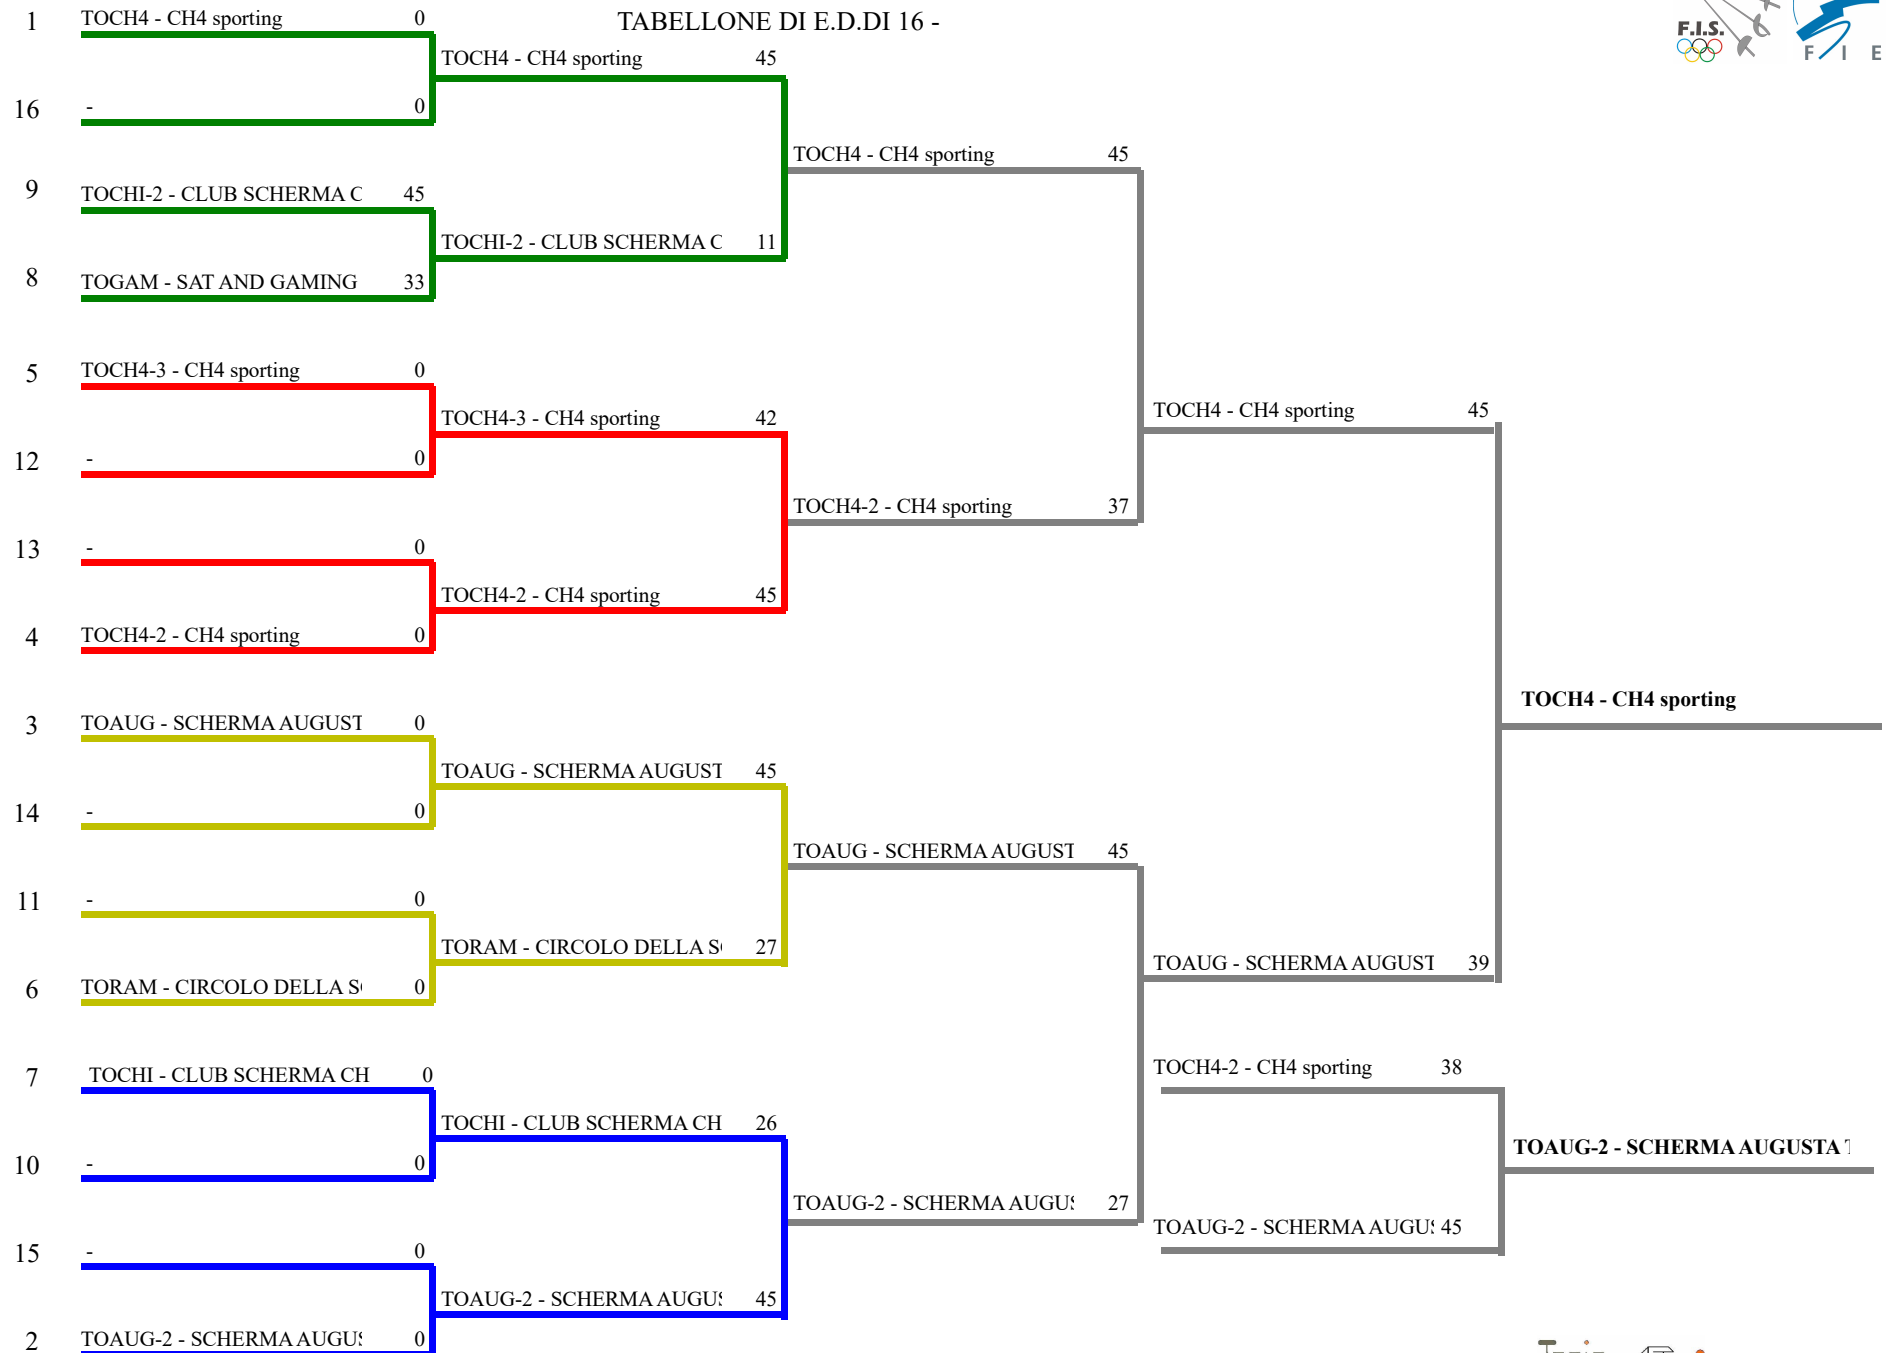 TABELLONE DI E.D.DI 16 -
F.I.S.
F I E
1 TOCH4 - CH4 sporting 0
TOCH4 - CH4 sporting 45
16 - 0
TOCH4 - CH4 sporting 45
9 TOCHI-2 - CLUB SCHERMA C 45
TOCHI-2 - CLUB SCHERMA C 11
8 TOGAM - SAT AND GAMING 33
5 TOCH4-3 - CH4 sporting 0
TOCH4-3 - CH4 sporting 42
TOCH4 - CH4 sporting 45
12 - 0
TOCH4-2 - CH4 sporting 37
13 - 0
TOCH4-2 - CH4 sporting 45
4 TOCH4-2 - CH4 sporting 0
TOCH4 - CH4 sporting
3 TOAUG - SCHERMA AUGUST 0
TOAUG - SCHERMA AUGUST 45
14 - 0
TOAUG - SCHERMA AUGUST 45
11 - 0
TORAM - CIRCOLO DELLA S 27
TOAUG - SCHERMA AUGUST 39
6 TORAM - CIRCOLO DELLA S 0
TOCH4-2 - CH4 sporting 38
7 TOCHI - CLUB SCHERMA CH 0
TOCHI - CLUB SCHERMA CH 26
TOAUG-2 - SCHERMA AUGUSTA
10 - 0
TOAUG-2 - SCHERMA AUGU 27
TOAUG-2 - SCHERMA AUGU 45
15 - 0
TOAUG-2 - SCHERMA AUGU 45
2 TOAUG-2 - SCHERMA AUGU 0